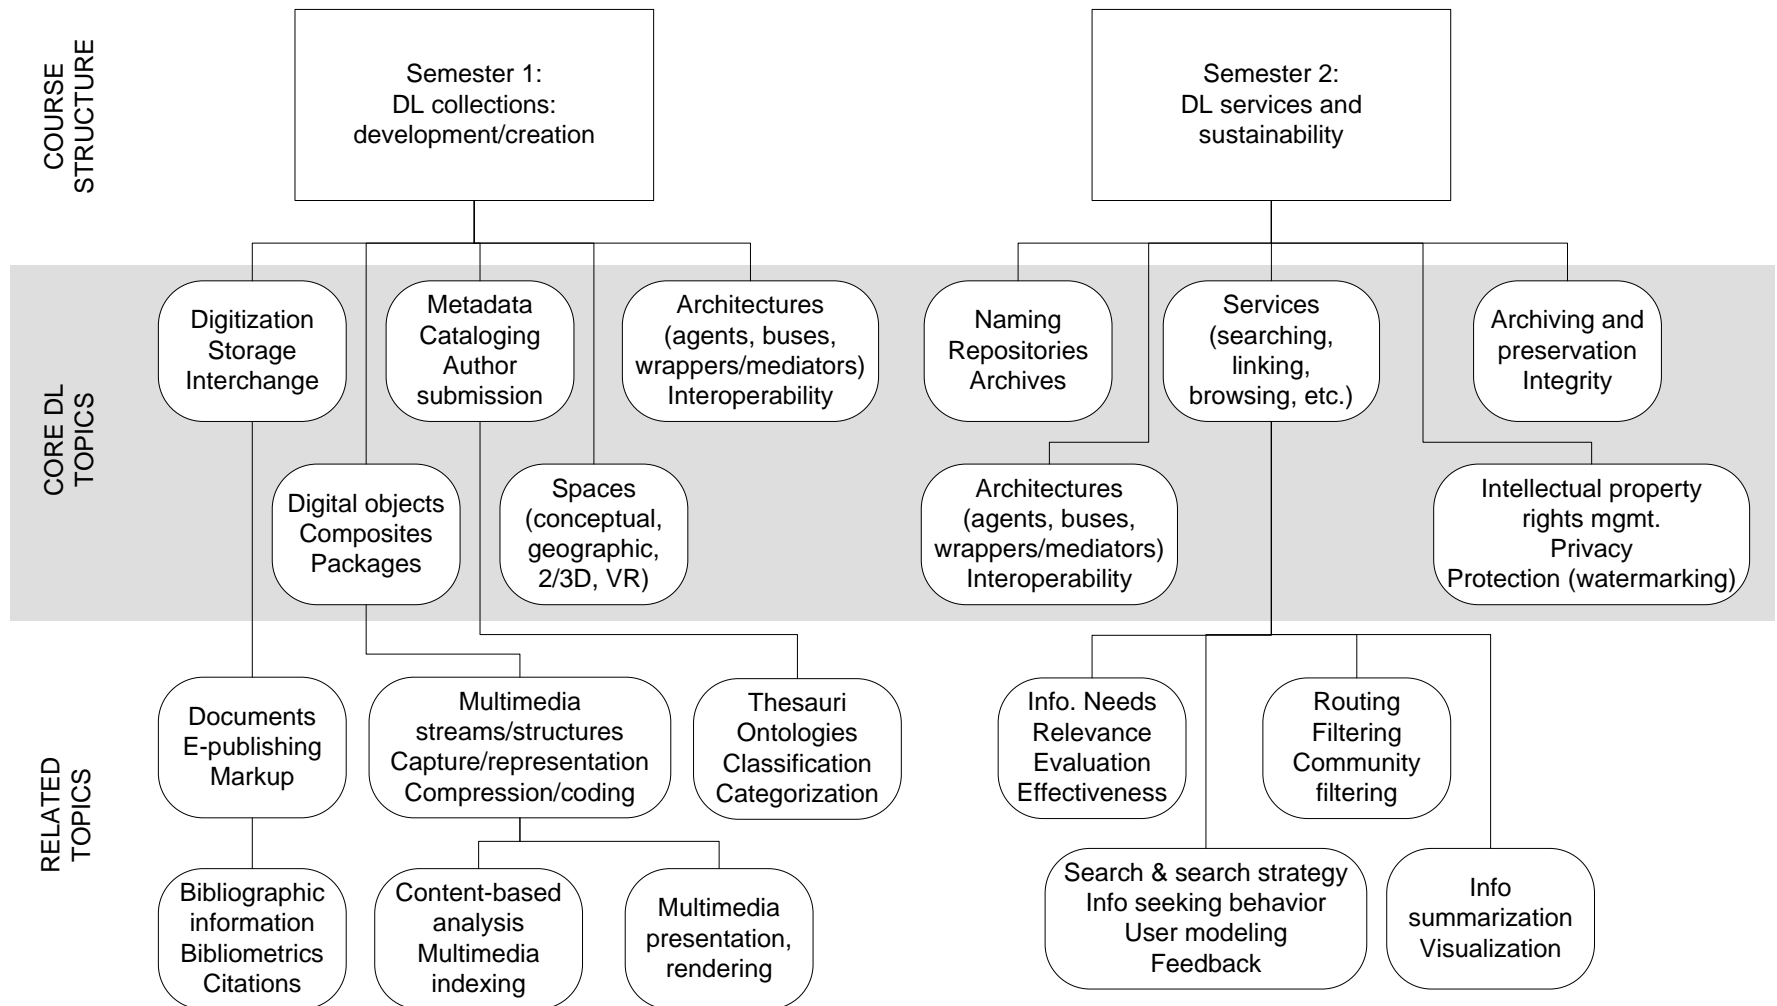 COURSE
STRUCTURE
Semester 1:
DL collections:
development/creation
Semester 2:
DL services and
sustainability
CORE DL
TOPICS
Digitization
Storage
Interchange
Metadata
Cataloging
Author
submission
Architectures
(agents, buses,
wrappers/mediators)
Interoperability
Naming
Repositories
Archives
Services
(searching,
linking,
browsing, etc.)
Archiving and
preservation
Integrity
Digital objects
Composites
Packages
Spaces
(conceptual,
geographic,
2/3D, VR)
Architectures
(agents, buses,
wrappers/mediators)
Interoperability
Intellectual property
rights mgmt.
Privacy
Protection (watermarking)
RELATED
TOPICS
Documents
E-publishing
Markup
Multimedia
streams/structures
Capture/representation
Compression/coding
Thesauri
Ontologies
Classification
Categorization
Info. Needs
Relevance
Evaluation
Effectiveness
Routing
Filtering
Community
filtering
Bibliographic
information
Bibliometrics
Citations
Content-based
analysis
Multimedia
indexing
Multimedia
presentation,
rendering
Search & search strategy
Info seeking behavior
User modeling
Feedback
Info
summarization
Visualization